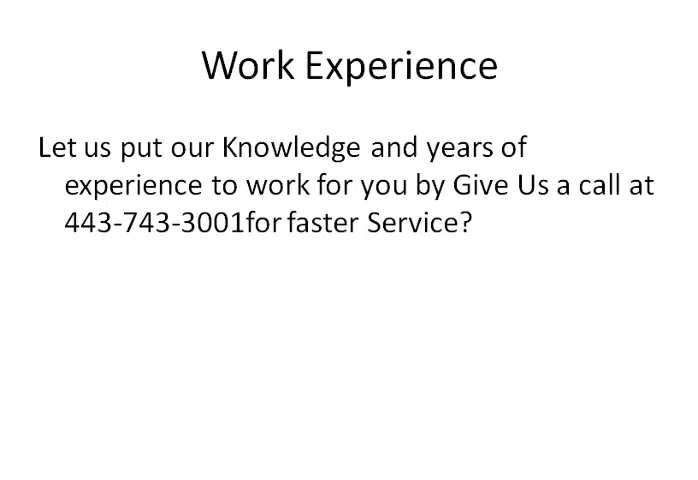 Work Experience
Let us put our Knowledge and years of
experience to work for you by Give Us a call at
443-743-3001for faster Service?